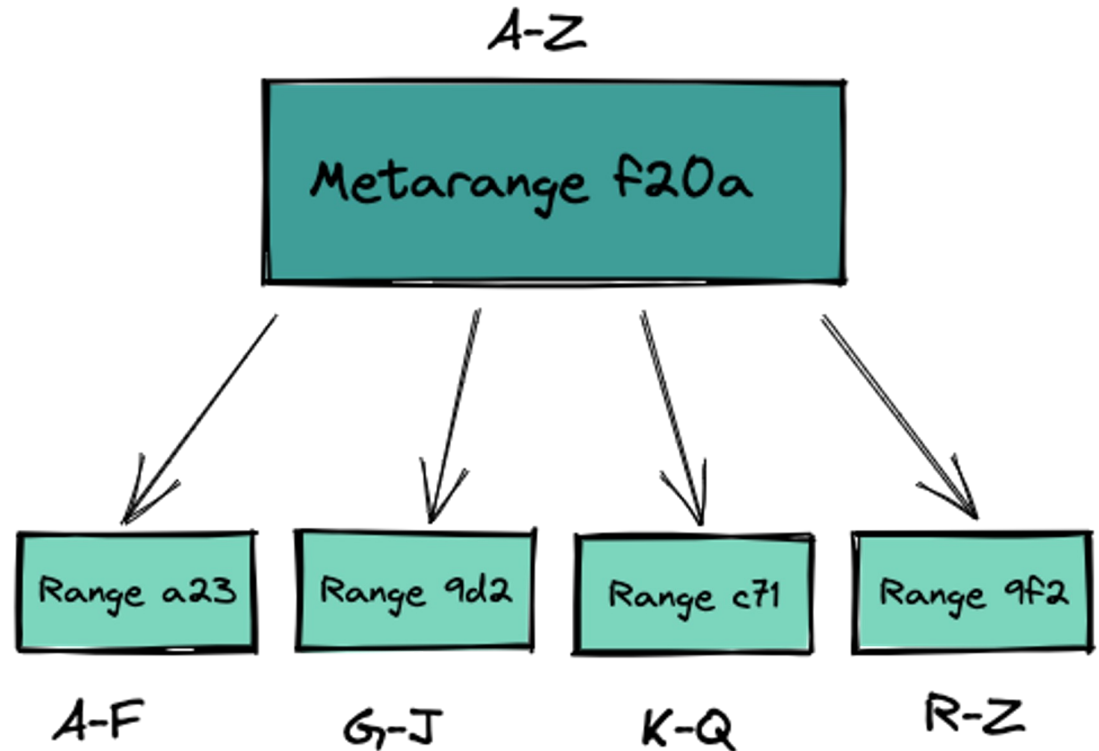 A-Z
Metarange f20a
Range a23
Range 9d2
Range c71
Range 9f2
A-F
G-J
K-Q
R-Z